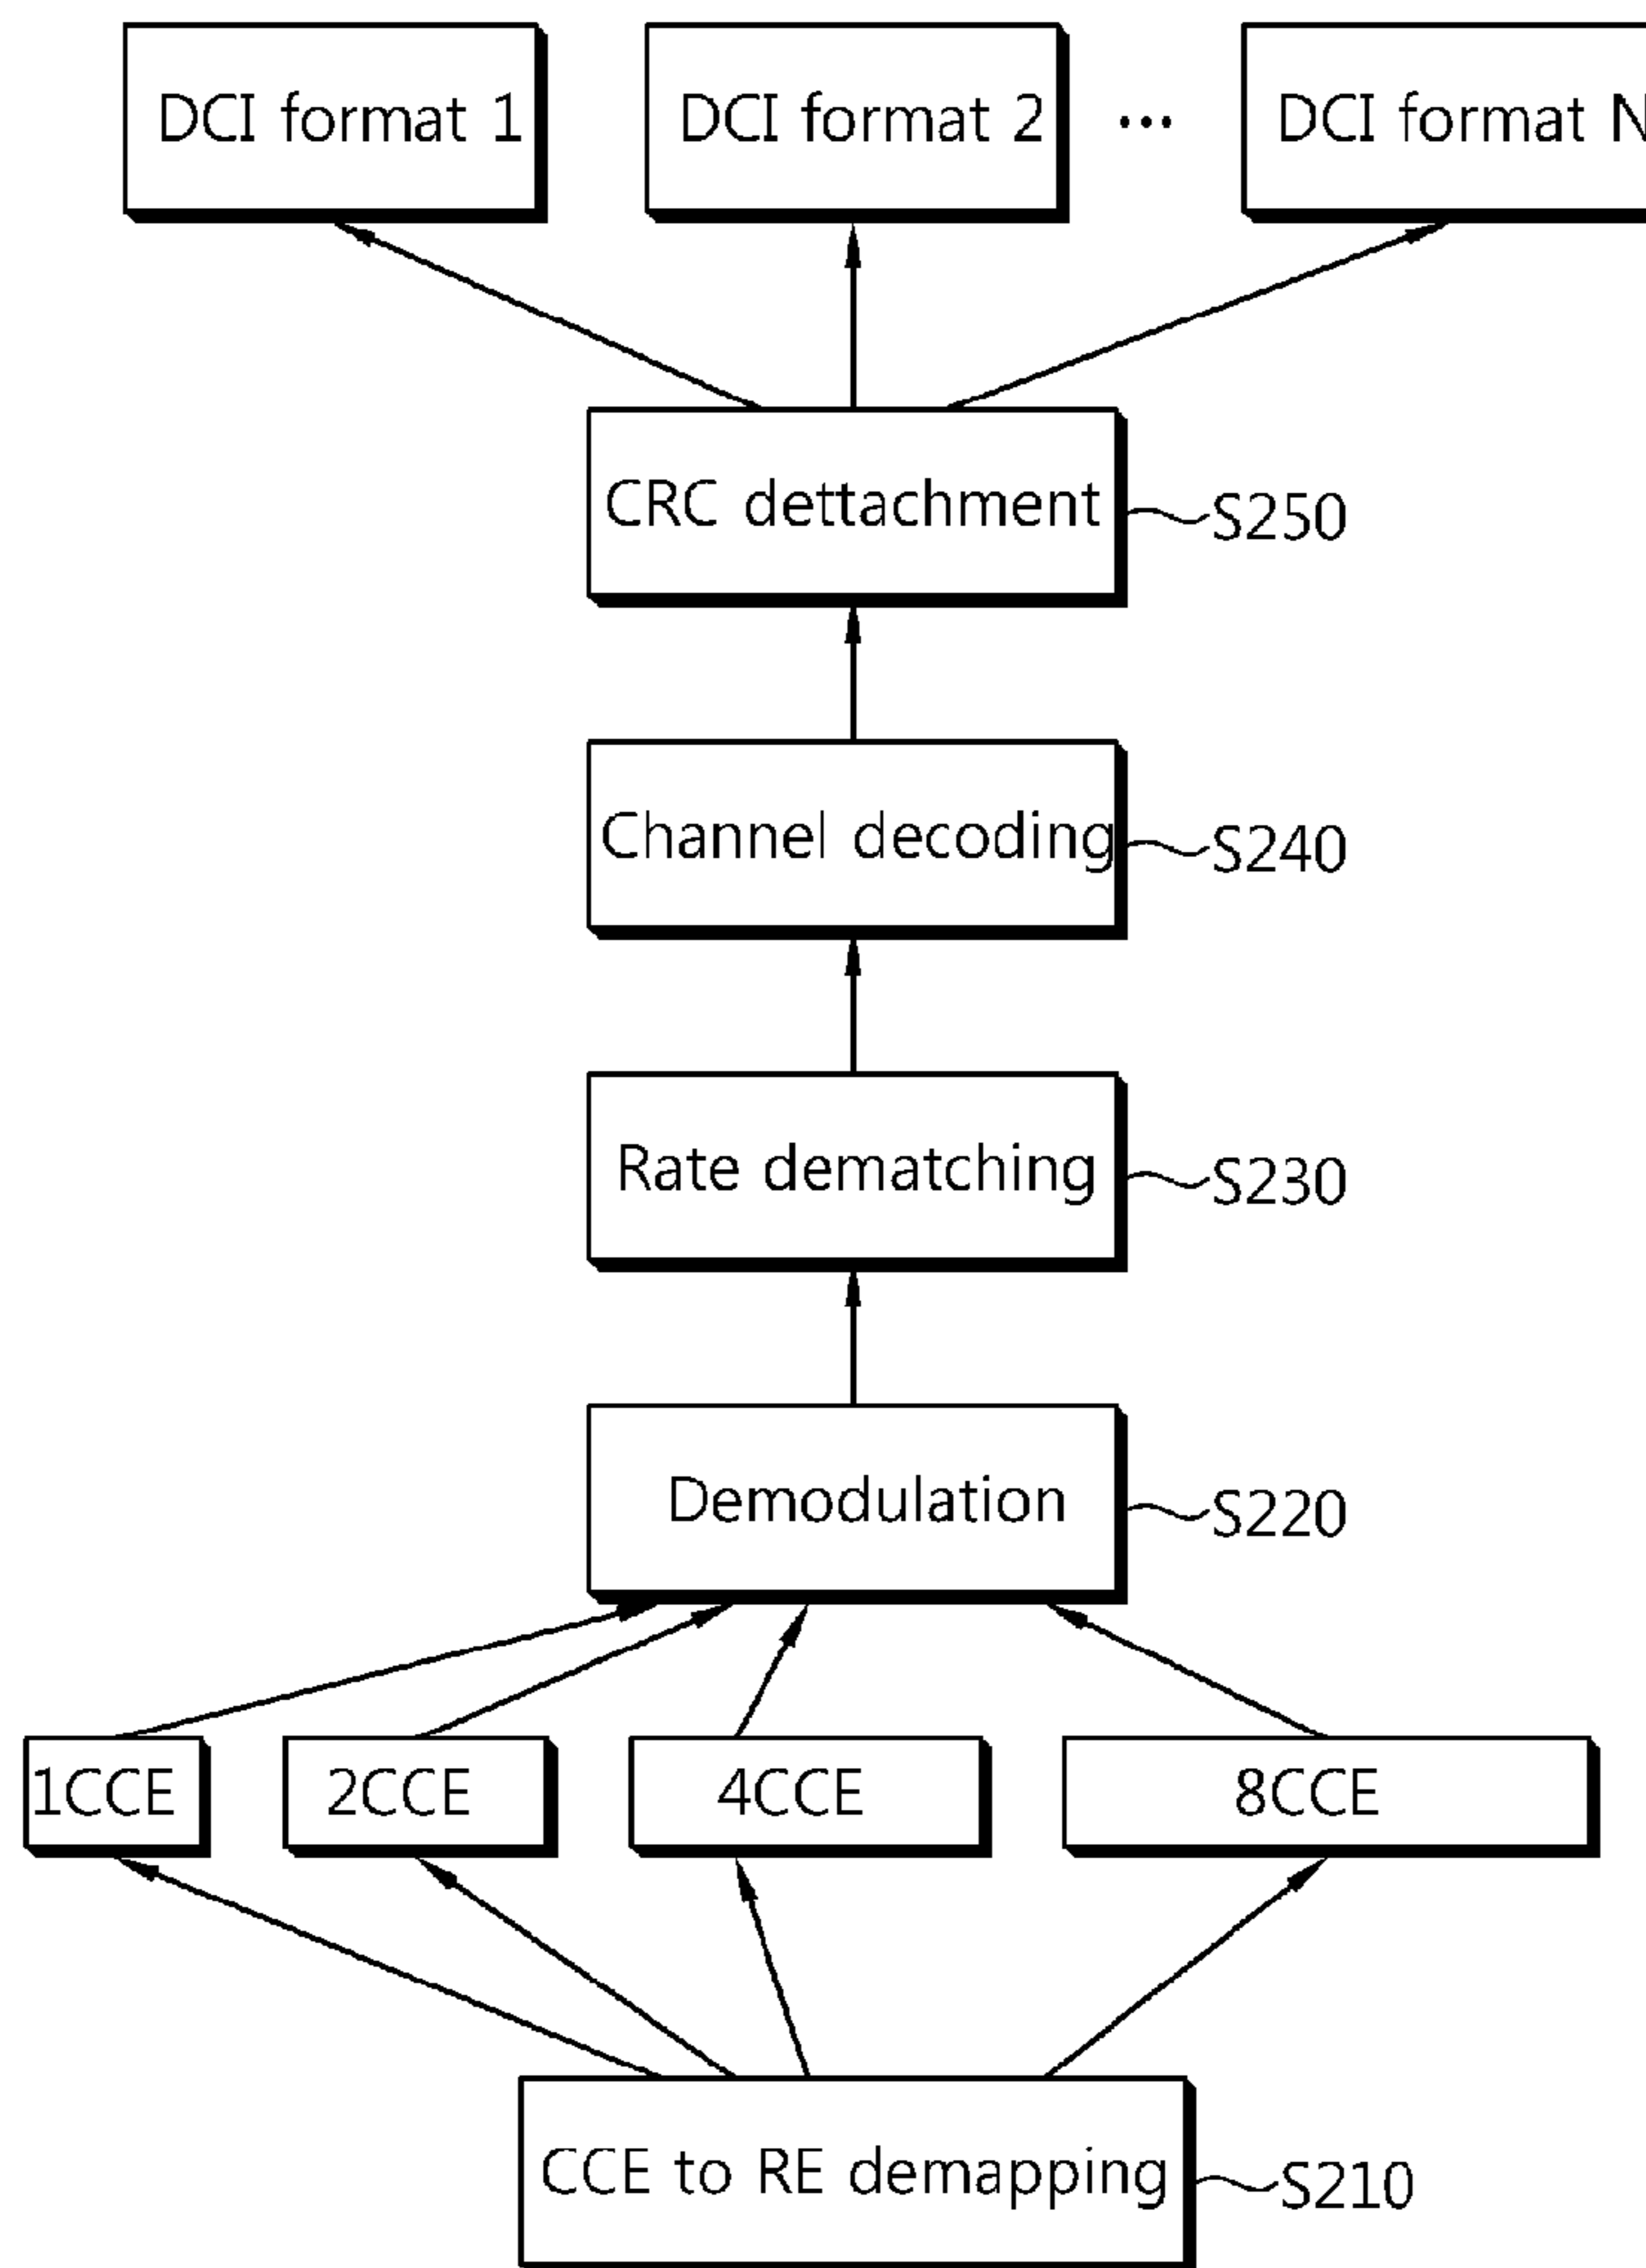 DCI format 1
DCI format 2
...
DCI format N
CRC dettachment
S250
Channel decoding
S240
Rate dematching
S230
Demodulation
S220
1CCE
2CCE
4CCE
8CCE
CCE to RE demapping
S210